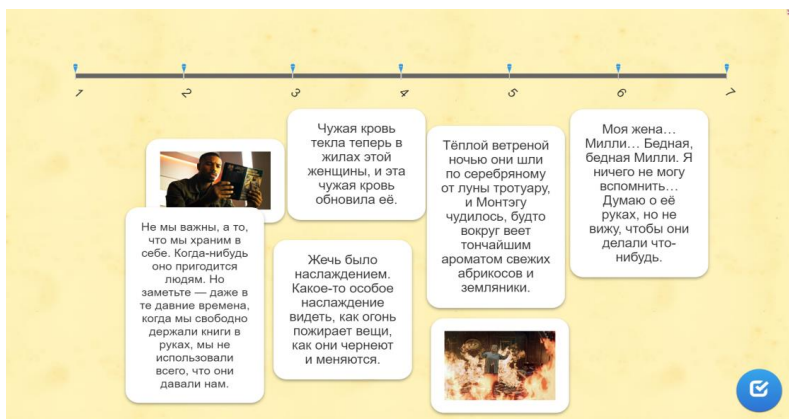 1 2 3 4 5 6 7
Чужая кровь
текла теперь в
жилах этой
женщины, и эта
чужая кровь
обновила её.
Тёплой ветреной
ночью они шли
по серебряному
от луны тротуару,
и Монтэгу
чудилось, будто
вокруг веет
тончайшим
ароматом свежих
абрикосов и
земляники.
Моя жена…
Милли… Бедная,
бедная Милли. Я
ничего не могу
вспомнить…
Думаю о её
руках, но не
вижу, чтобы они
делали что-
нибудь.
Не мы важны, а то,
что мы храним в
себе. Когда-нибудь
оно пригодится
людям. Но
заметьте — даже в
те давние времена,
когда мы свободно
держали книги в
руках, мы не
использовали
всего, что они
давали нам.
Жечь было
наслаждением.
Какое-то особое
наслаждение
видеть, как огонь
пожирает вещи,
как они чернеют
и меняются.